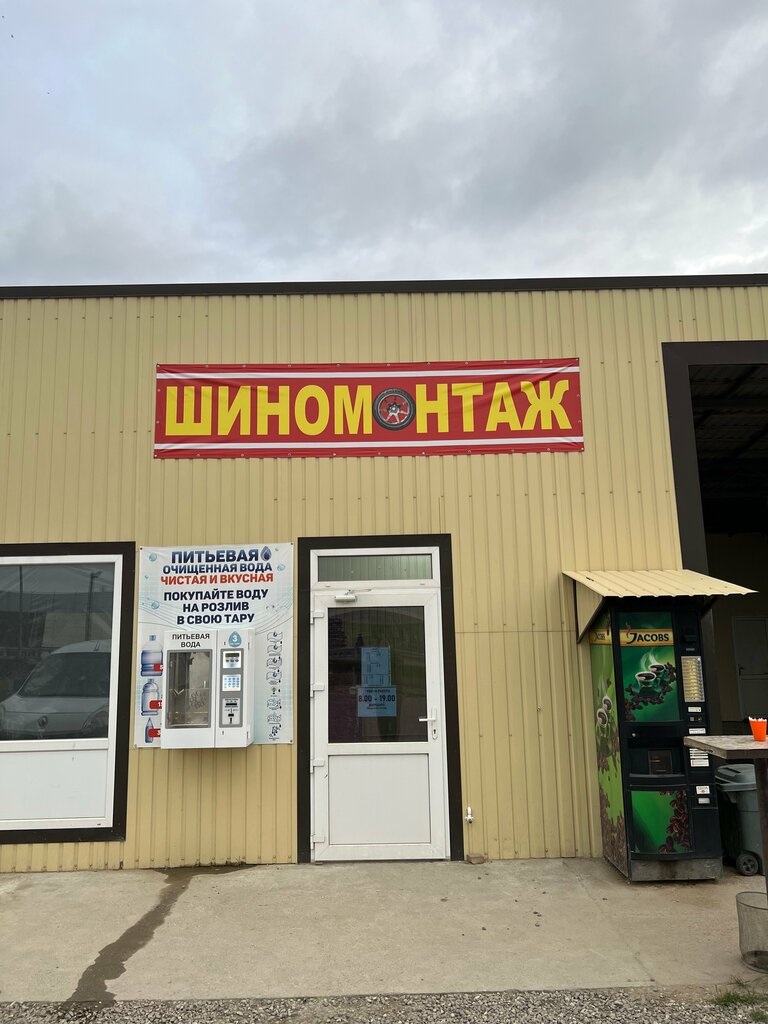 ШИНОМОНТАЖ
ПИТЬЕВАЯ
ОЧИЩЕННАЯ ВОДА
ЧИСТАЯ И ВКУСНАЯ
ПОКУПАЙТЕ ВОДУ
НА РОЗЛИВ
В СВОЮ ТАРУ
ПИТЬЕВАЯ
ВОДА
3
8.00 - 19.00
JACOBS